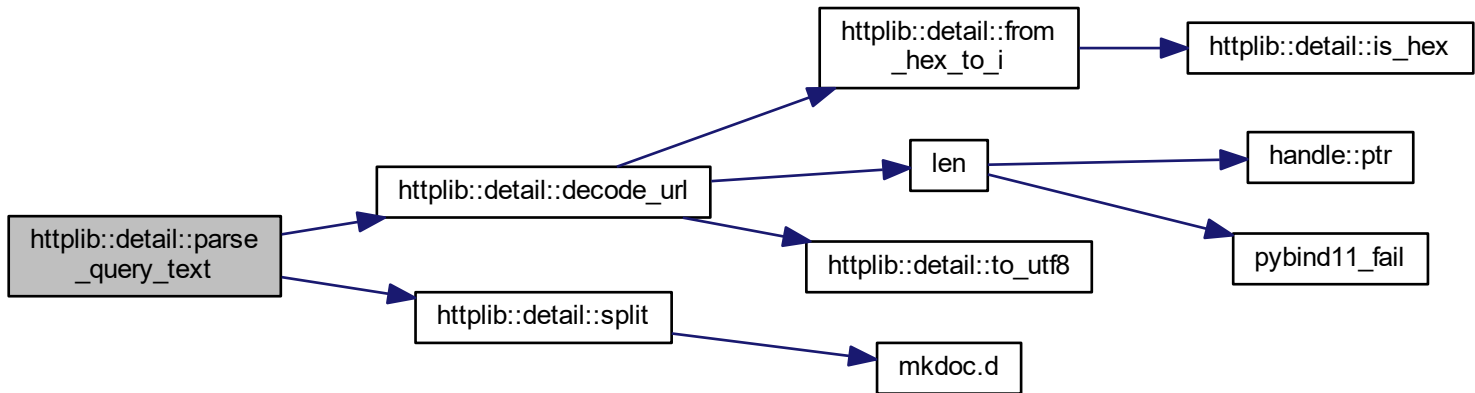 httplib::detail::parse
_query_text
httplib::detail::decode_url
httplib::detail::split
httplib::detail::from
_hex_to_i
len
httplib::detail::to_utf8
mkdoc.d
httplib::detail::is_hex
handle::ptr
pybind11_fail